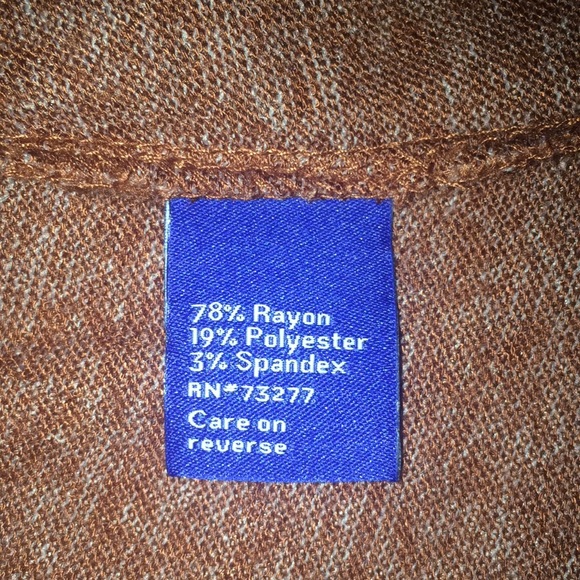 78% Rayon
19% Polyester
3% Spandex
RN#73277
Care on
reverse